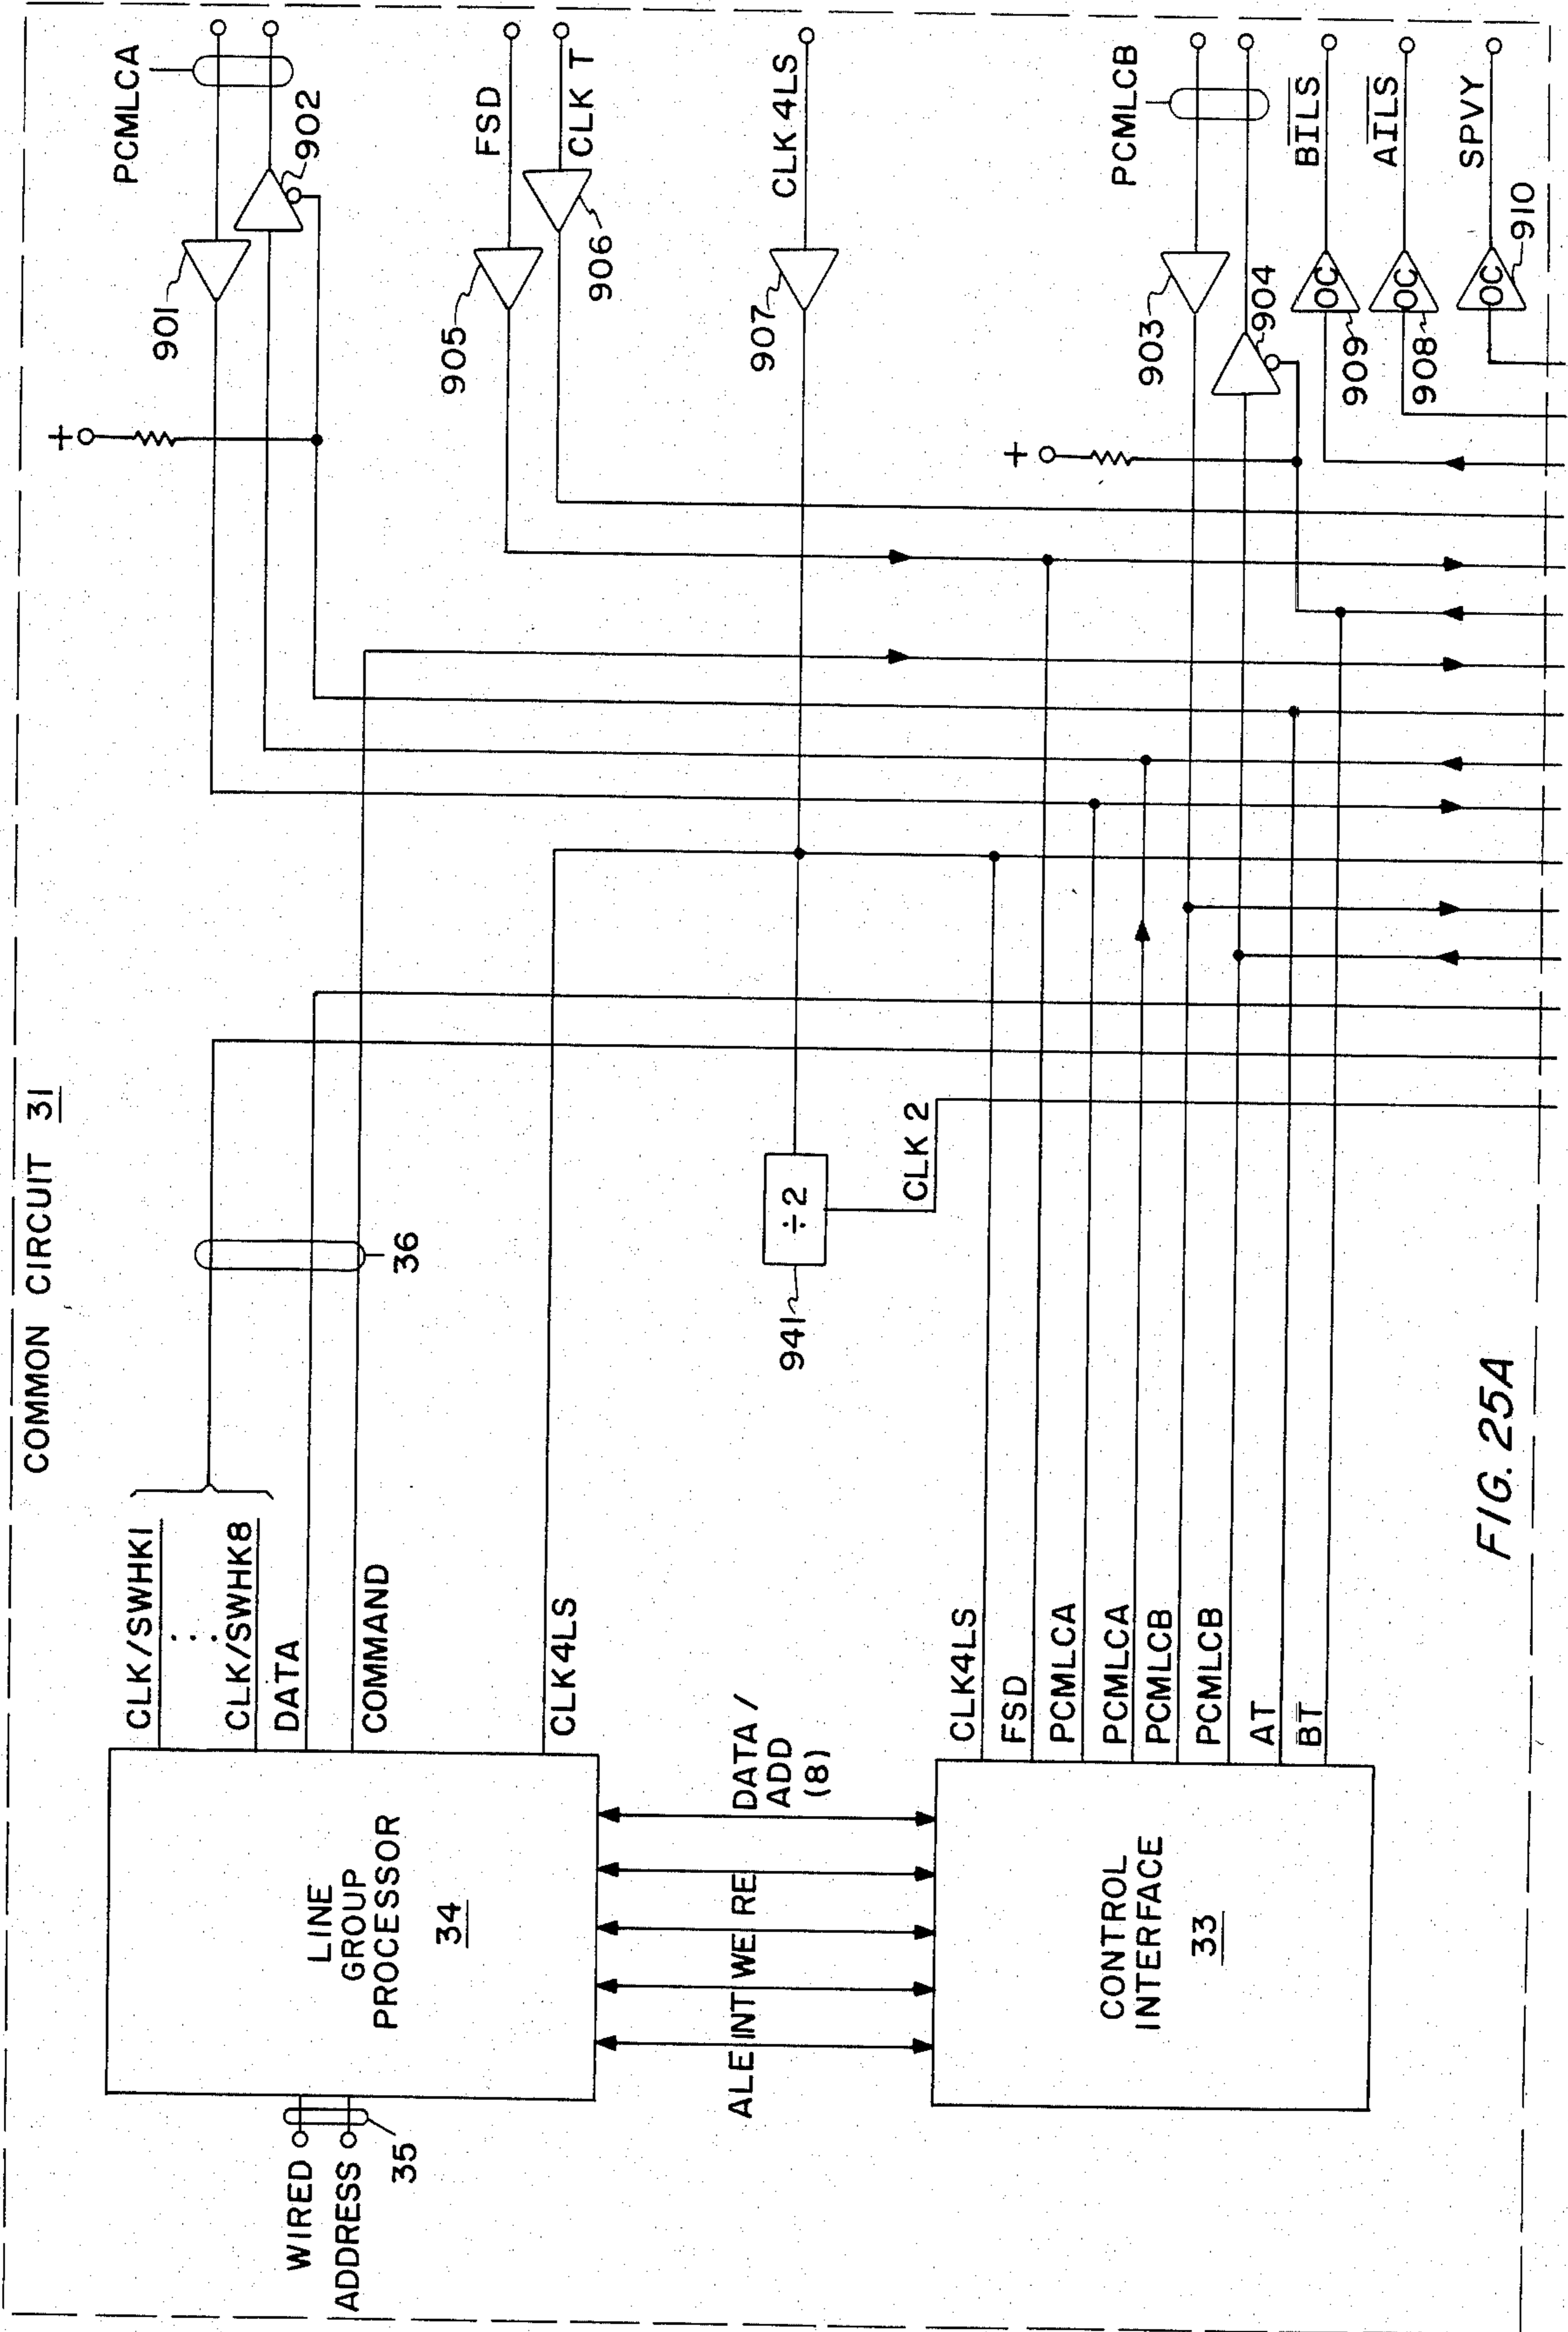 COMMON CIRCUIT 31
PCMLCA
901
902
+
FSD
CLK T
905
906
CLK 4LS
907
+
PCMLCB
903
904
BILS
OC
909
AILS
OC
908
SPVY
OC
910
CLK/SWHK1
...
CLK/SWHK8
DATA
COMMAND
36
CLK4LS
÷2
941
CLK 2
LINE
GROUP
PROCESSOR
34
WIRED
ADDRESS
35
DATA /
ADD
(8)
RE
WE
INT
ALE
CLK4LS
FSD
PCMLCA
PCMLCA
PCMLCB
PCMLCB
AT
BT
CONTROL
INTERFACE
33
FIG. 25A